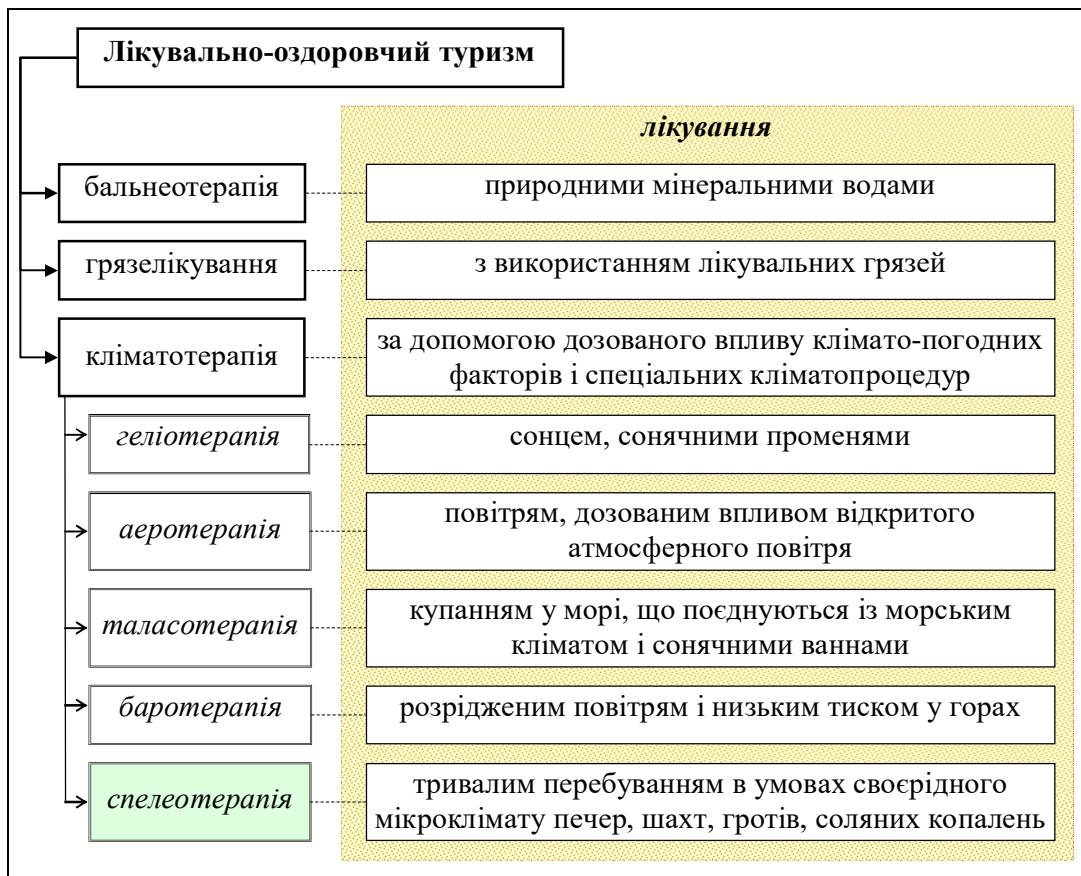 Лікувально-оздоровчий туризм
лікування
бальнеотерапія
природними мінеральними водами
грязелікування
з використанням лікувальних грязей
кліматотерапія
за допомогою дозованого впливу клімато-погодних
факторів і спеціальних кліматопроцедур
геліотерапія
сонцем, сонячними променями
аеротерапія
повітрям, дозованим впливом відкритого
атмосферного повітря
таласотерапія
купанням у морі, що поєднуються із морським
кліматом і сонячними ваннами
баротерапія
розрідженим повітрям і низьким тиском у горах
спелеотерапія
тривалим перебуванням в умовах своєрідного
мікроклімату печер, шахт, гротів, соляних копалень